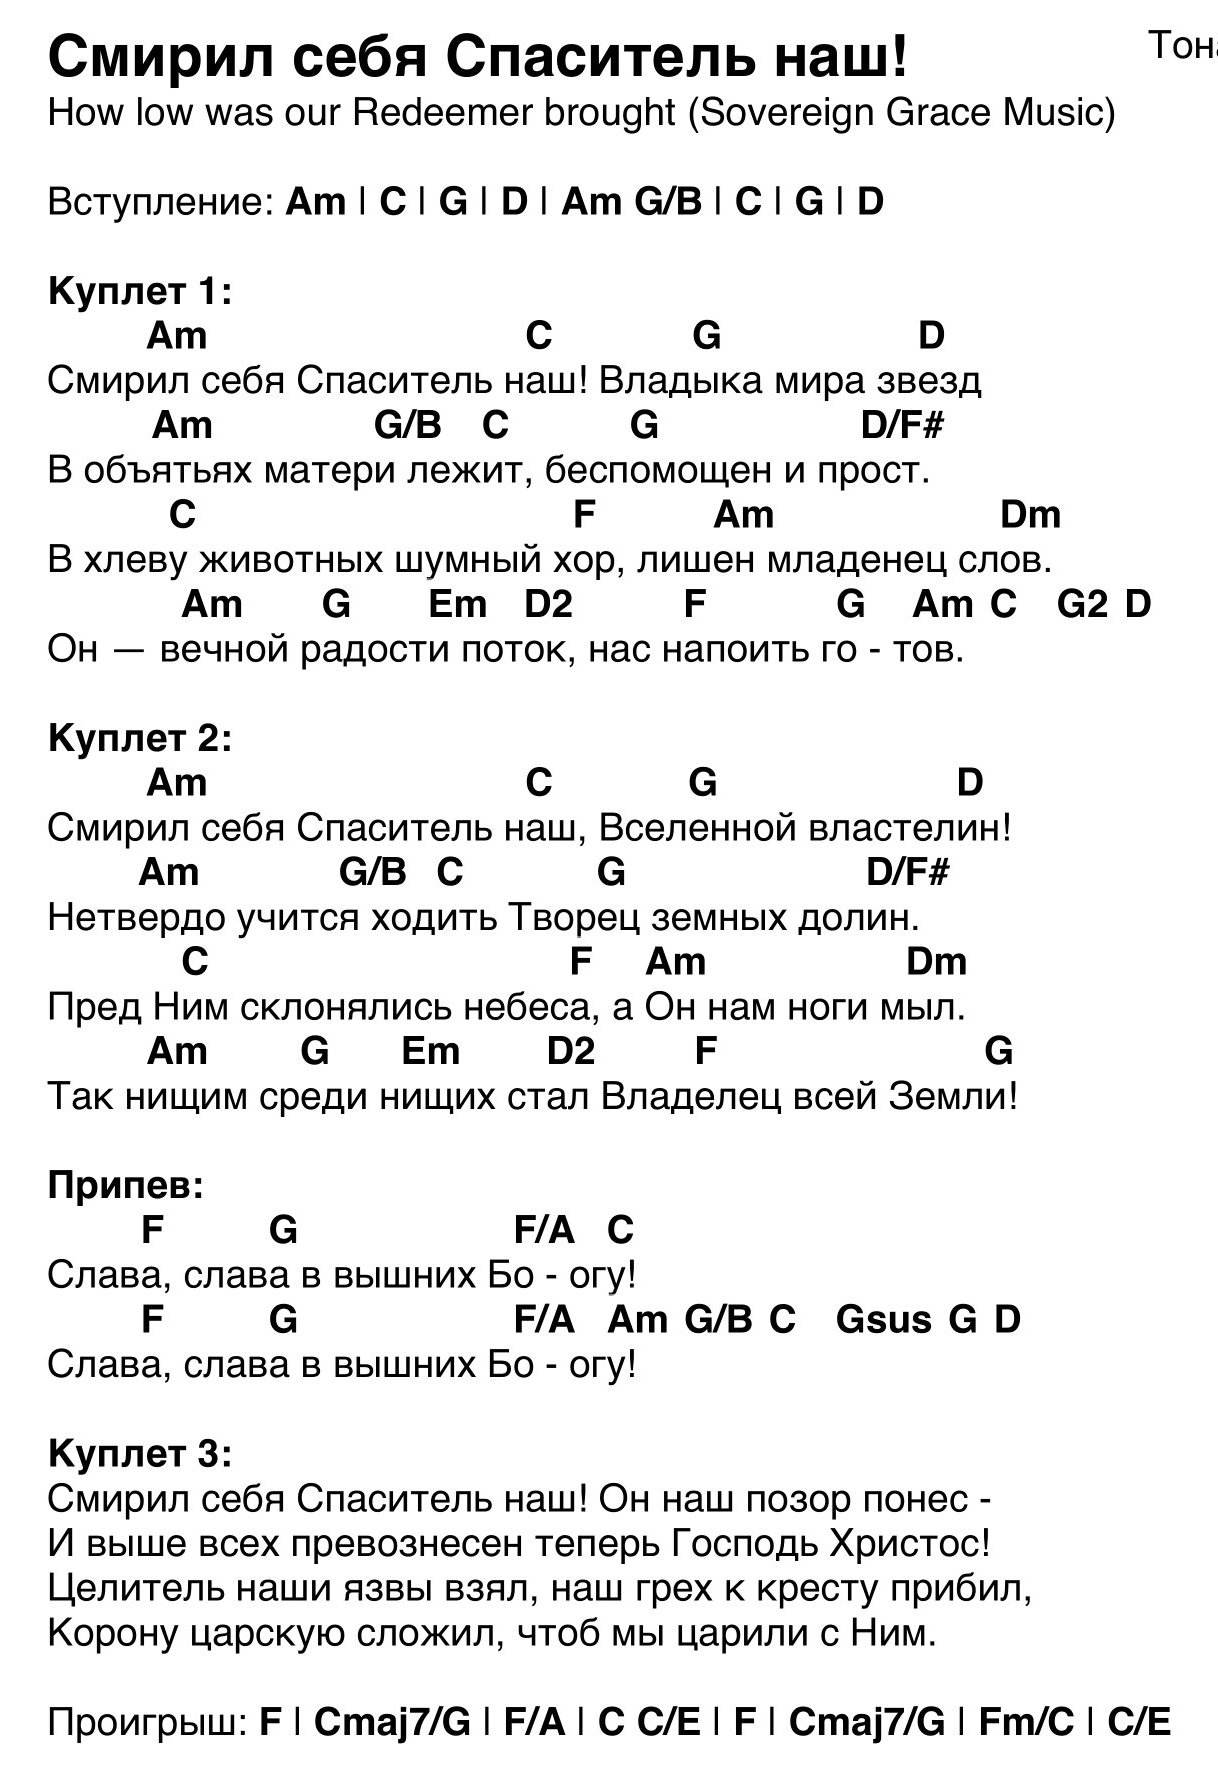 Смирил себя Спаситель наш!
How low was our Redeemer brought (Sovereign Grace Music)
Вступление: Am | C | G | D | Am G/B | C | G | D
Куплет 1:
Am C G D
Смирил себя Спаситель наш! Владыка мира звезд
Am G/B C G D/F#
В объятьях матери лежит, беспомощен и прост.
C F Am Dm
В хлеву животных шумный хор, лишен младенец слов.
Am G Em D2 F G Am C G2 D
Он — вечной радости поток, нас напоить го - тов.
Куплет 2:
Am C G D
Смирил себя Спаситель наш, Вселенной властелин!
Am G/B C G D/F#
Нетвердо учится ходить Творец земных долин.
C F Am Dm
Пред Ним склонялись небеса, а Он нам ноги мыл.
Am G Em D2 F G
Так нищим среди нищих стал Владелец всей Земли!
Припев:
F G F/A C
Слава, слава в вышних Бо - огу!
F G F/A Am G/B C Gsus G D
Слава, слава в вышних Бо - огу!
Куплет 3:
Смирил себя Спаситель наш! Он наш позор понес -
И выше всех превознесен теперь Господь Христос!
Целитель наши язвы взял, наш грех к кресту прибил,
Корону царскую сложил, чтоб мы царили с Ним.
Проигрыш: F | Cmaj7/G | F/A | C C/E | F | Cmaj7/G | Fm/C | C/E